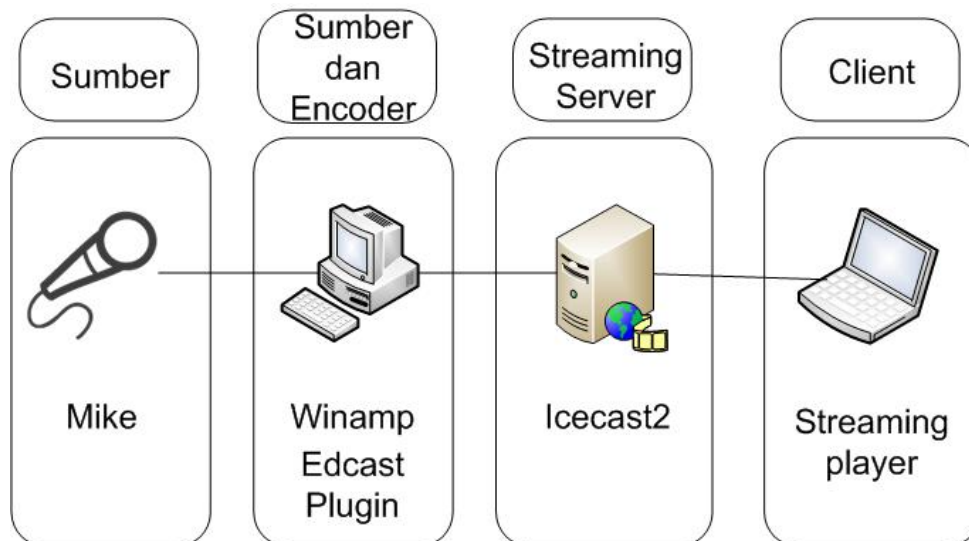 Sumber
Sumber
dan
Encoder
Streaming
Server
Client
Mike
Winamp
Edcast
Plugin
Icecast2
Streaming
player